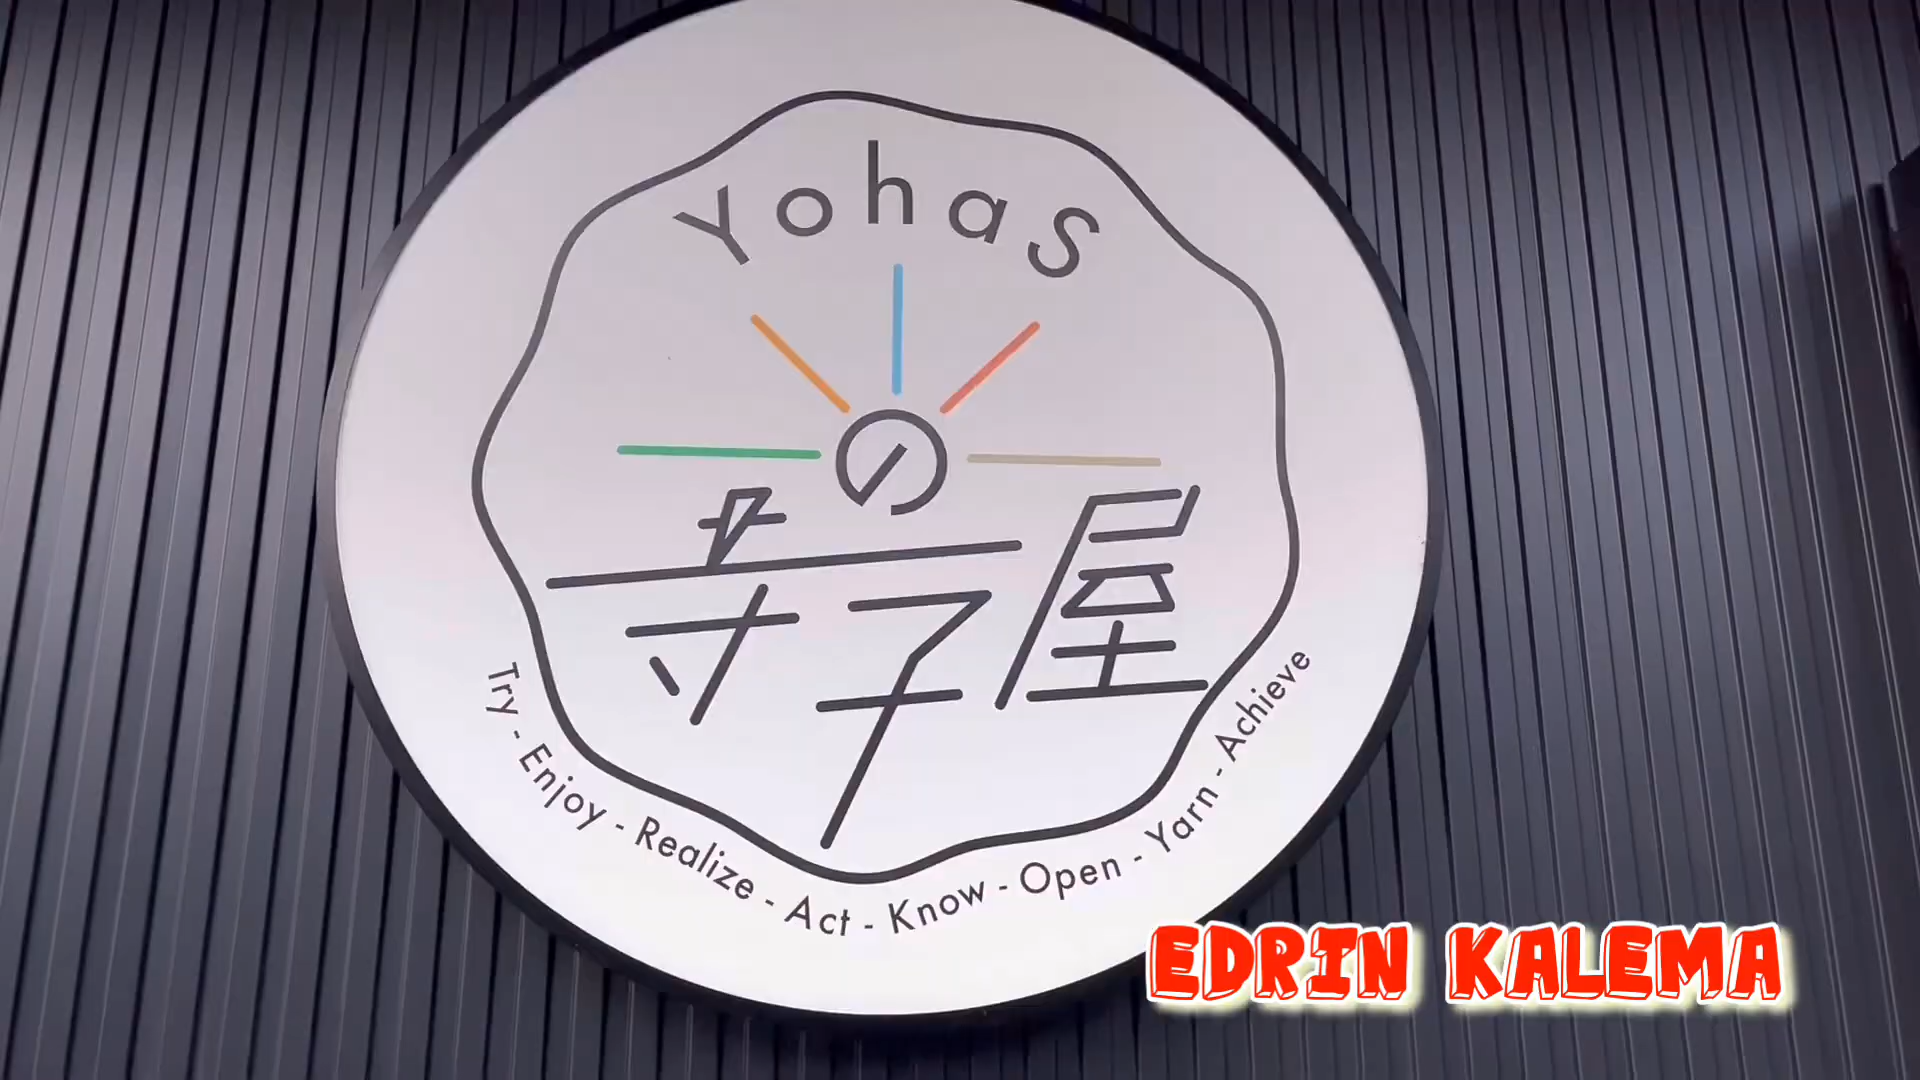 YohaS
の
寺子屋
Try - Enjoy - Realize - Act - Know - Open - Yarn - Achieve
EDRIN KALEMA